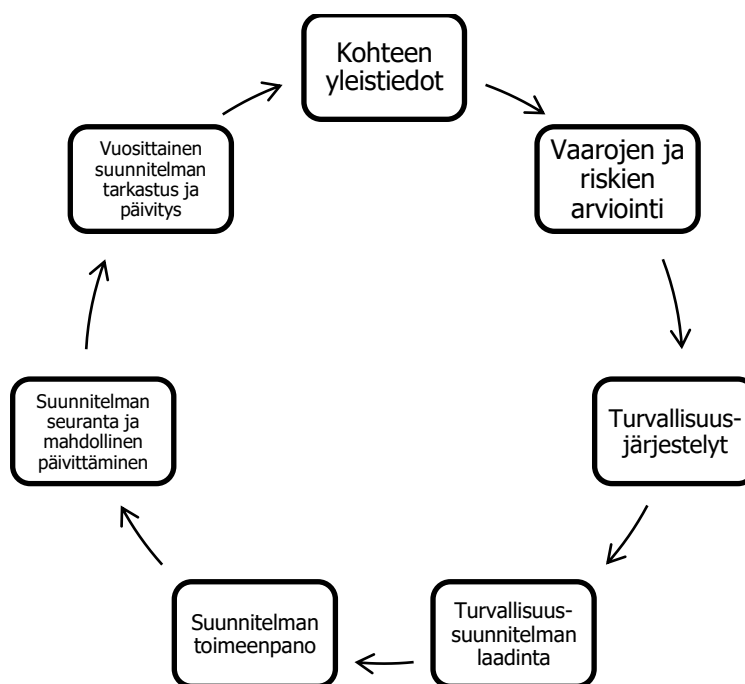 Kohteen
yleistiedot
Vaarojen ja
riskien
arviointi
Turvallisuus-
järjestelyt
Turvallisuus-
suunnitelman
laadinta
Suunnitelman
toimeenpano
Suunnitelman
seuranta ja
mahdollinen
päivittäminen
Vuosittainen
suunnitelman
tarkastus ja
päivitys